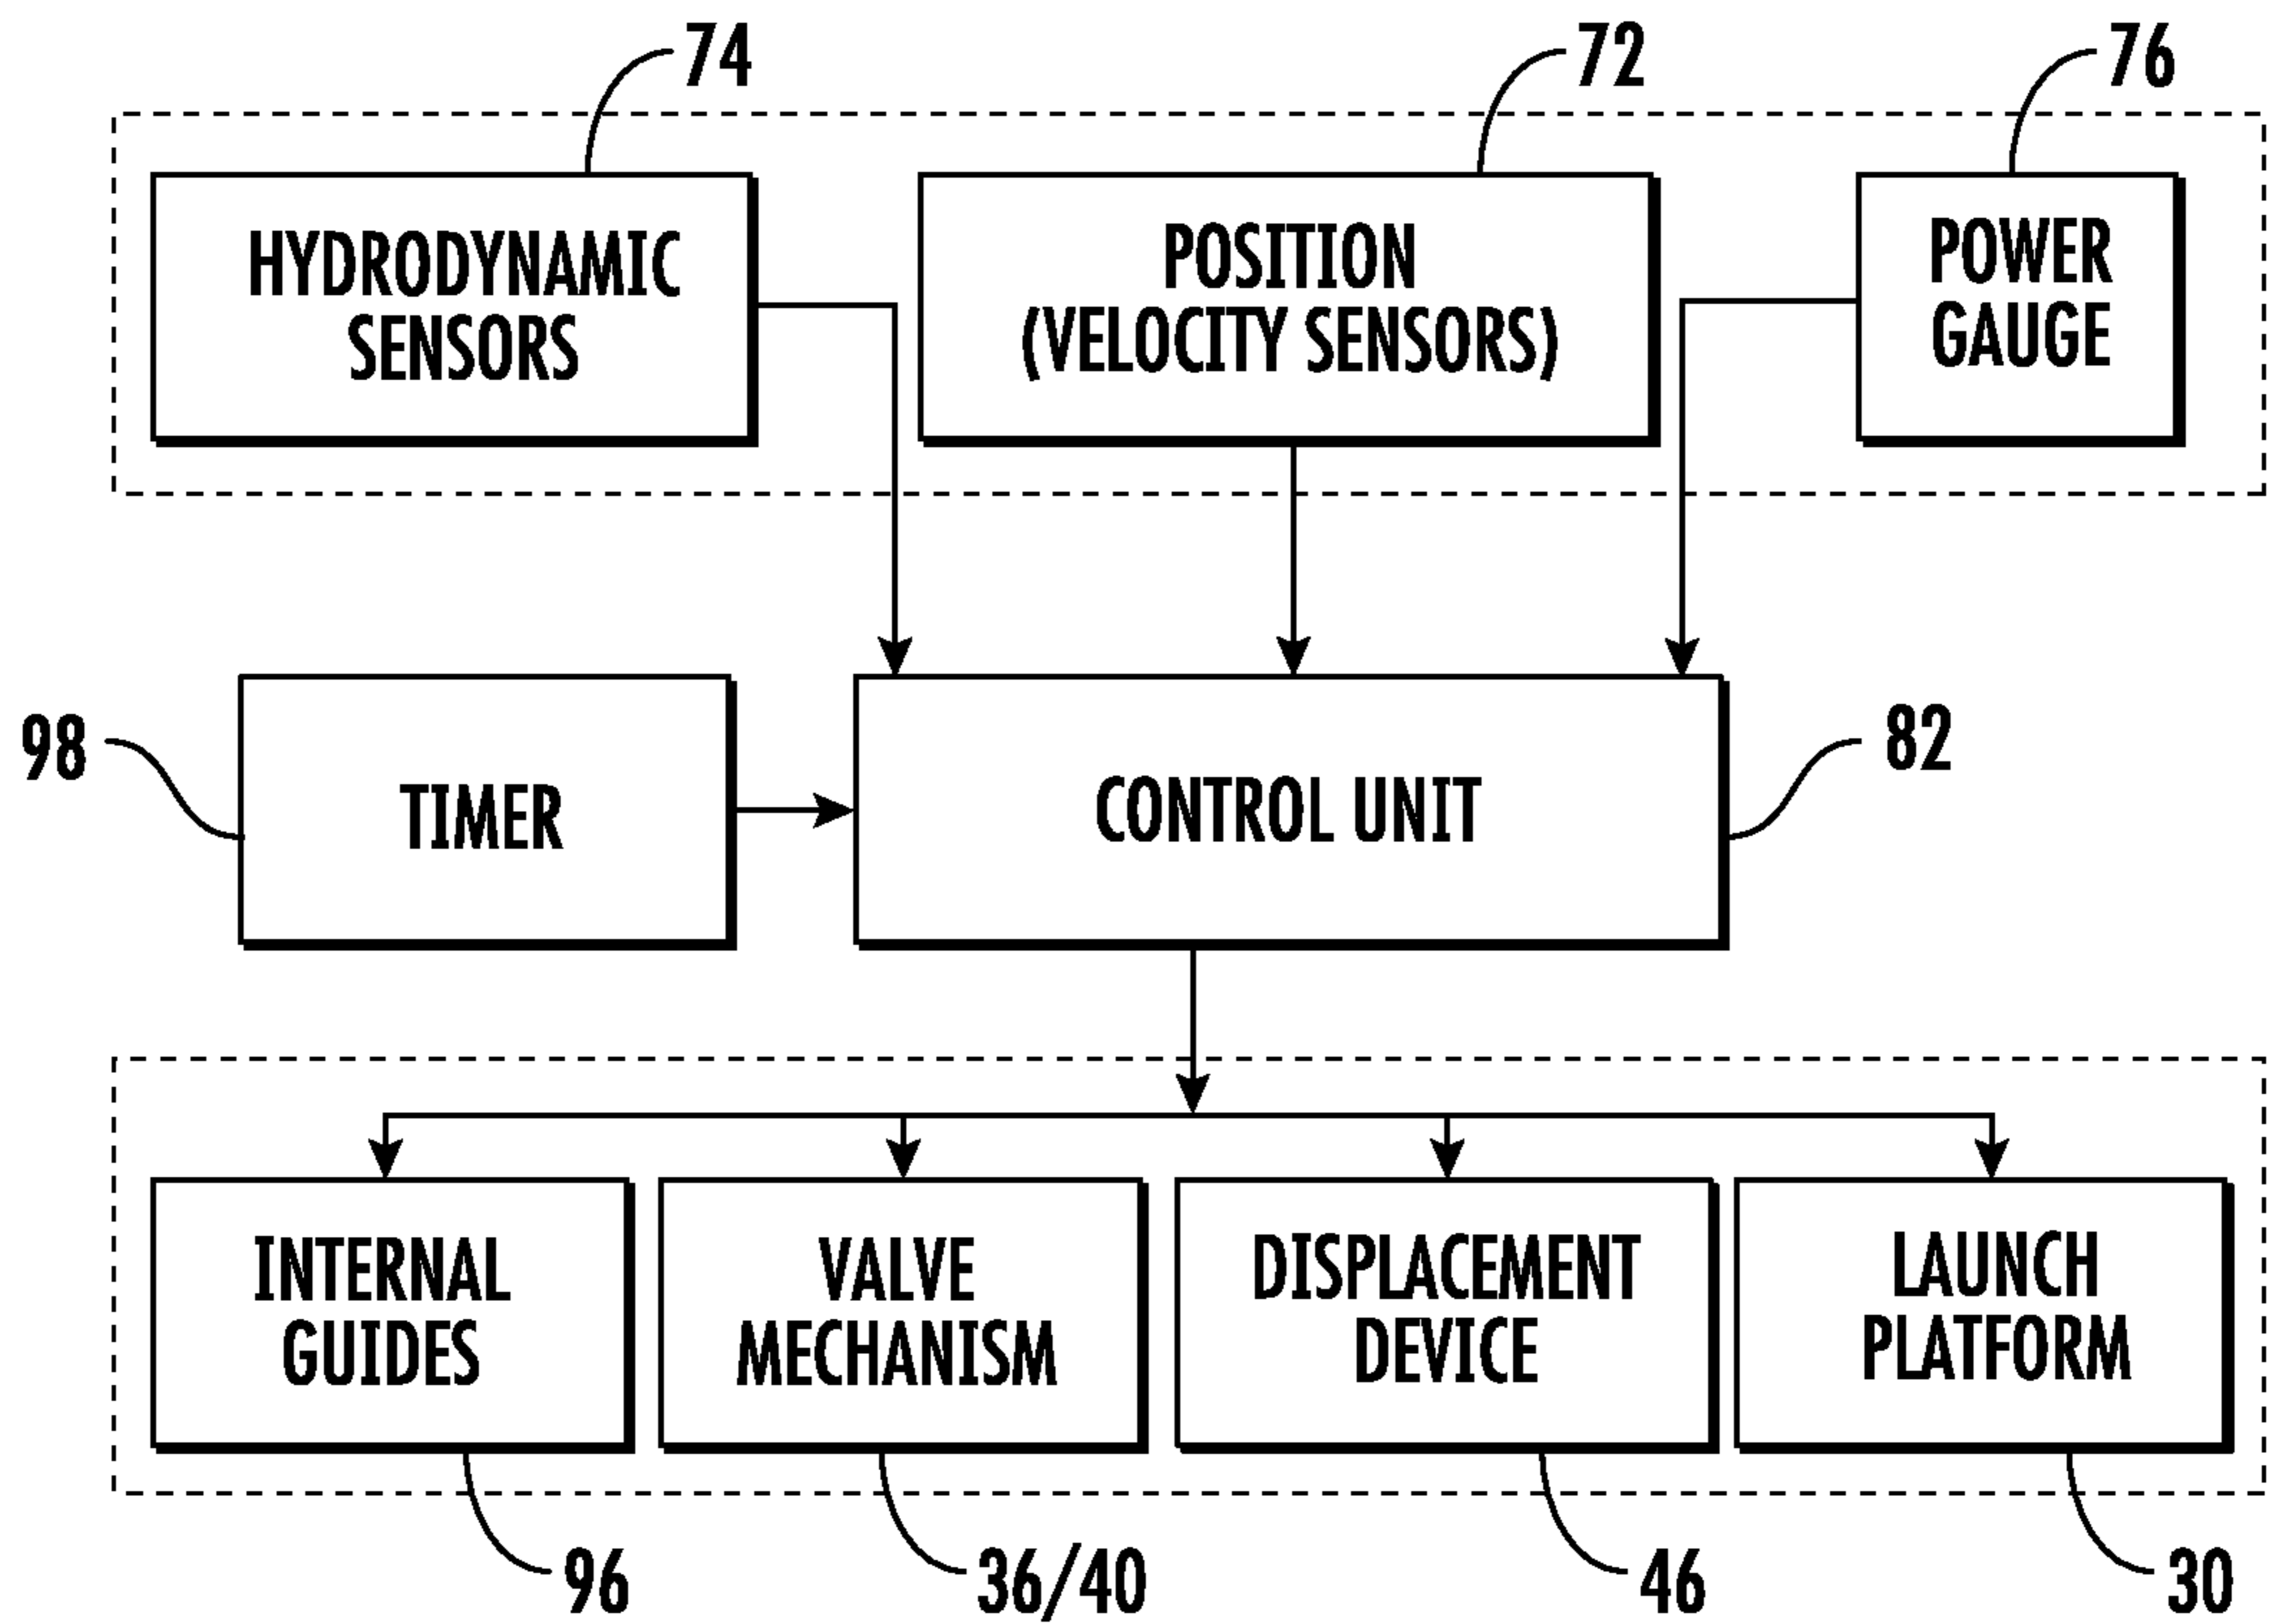 74
72
76
HYDRODYNAMIC
SENSORS
POSITION
(VELOCITY SENSORS)
POWER
GAUGE
98
TIMER
CONTROL UNIT
82
INTERNAL
GUIDES
VALVE
MECHANISM
DISPLACEMENT
DEVICE
LAUNCH
PLATFORM
96
36/40
46
30